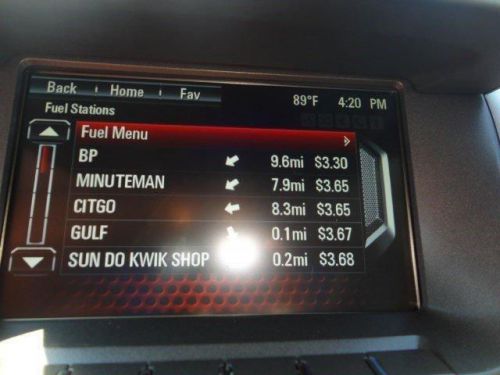 Back Home Fav
89°F 4:20 PM
Fuel Stations
Fuel Menu
BP 9.6mi $3.30
MINUTEMAN 7.9mi $3.65
CITGO 8.3mi $3.65
GULF 0.1mi $3.67
SUN DO KWIK SHOP 0.2mi $3.68